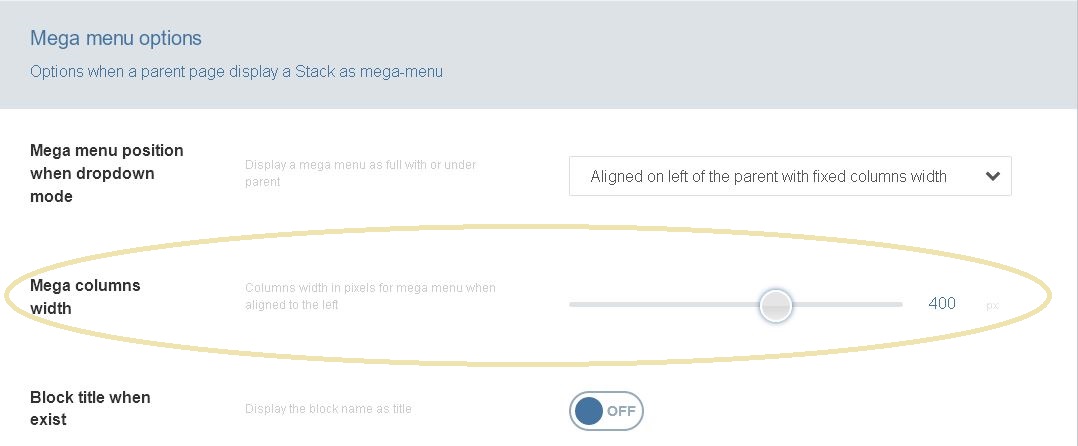 Mega menu options
Options when a parent page display a Stack as mega-menu
Mega menu position
when dropdown
mode
Display a mega menu as full with or under
parent
Aligned on left of the parent with fixed columns width
Mega columns
width
Columns width in pixels for mega menu when
aligned to the left
400 px
Block title when
exist
Display the block name as title
OFF